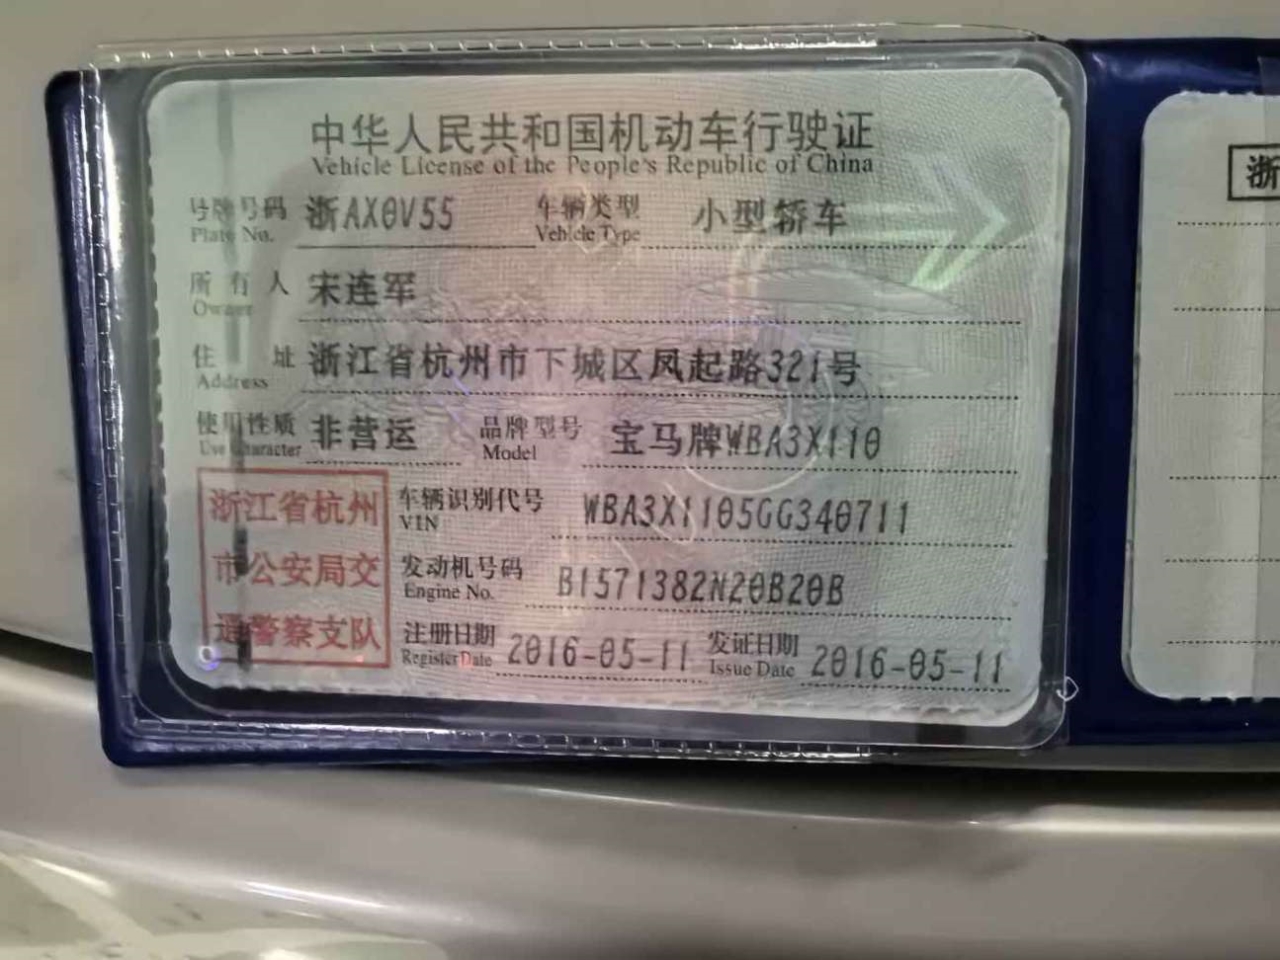 中华人民共和国机动车行驶证
Vehicle License of the People's Republic of China
号牌号码 浙AX0V55 车辆类型 小型轿车
Plate No. Vehicle Type
所有人 宋连军
Owner
住址 浙江省杭州市下城区凤起路321号
Address
使用性质 非营运 品牌型号 宝马牌WBA3X110
Use Character Model
浙江省杭州
市公安局交
通警察支队
车辆识别代号 WBA3X1105GG340711
VIN
发动机号码 B1571382N20B20B
Engine No.
注册日期 2016-05-11 发证日期 2016-05-11
Register Date Issue Date
浙